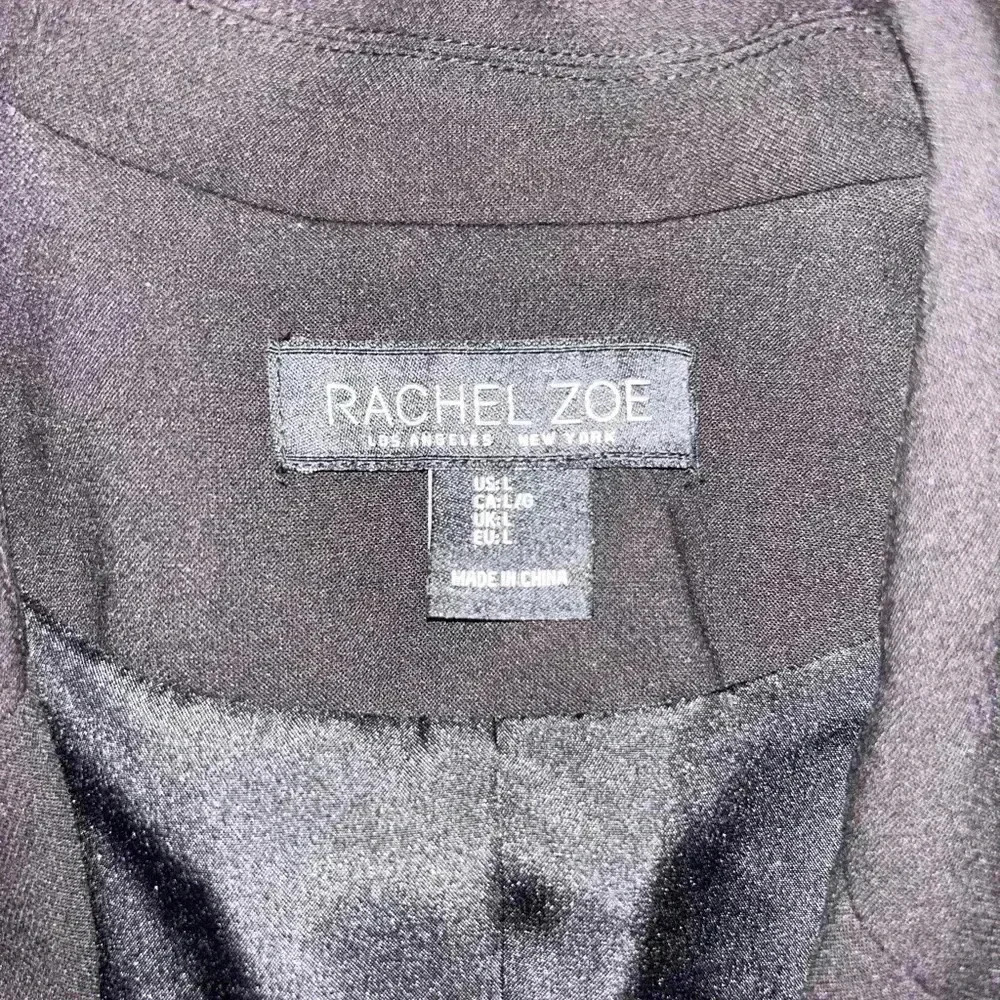 RACHEL ZOE
LOS ANGELES NEW YORK
US: L
CA: L/G
UK: L
EU: L
MADE IN CHINA